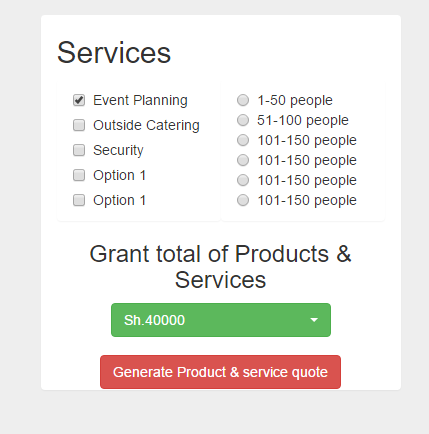 Services
Event Planning
Outside Catering
Security
Option 1
Option 1
1-50 people
51-100 people
101-150 people
101-150 people
101-150 people
101-150 people
Grant total of Products &
Services
Sh.40000
Generate Product & service quote